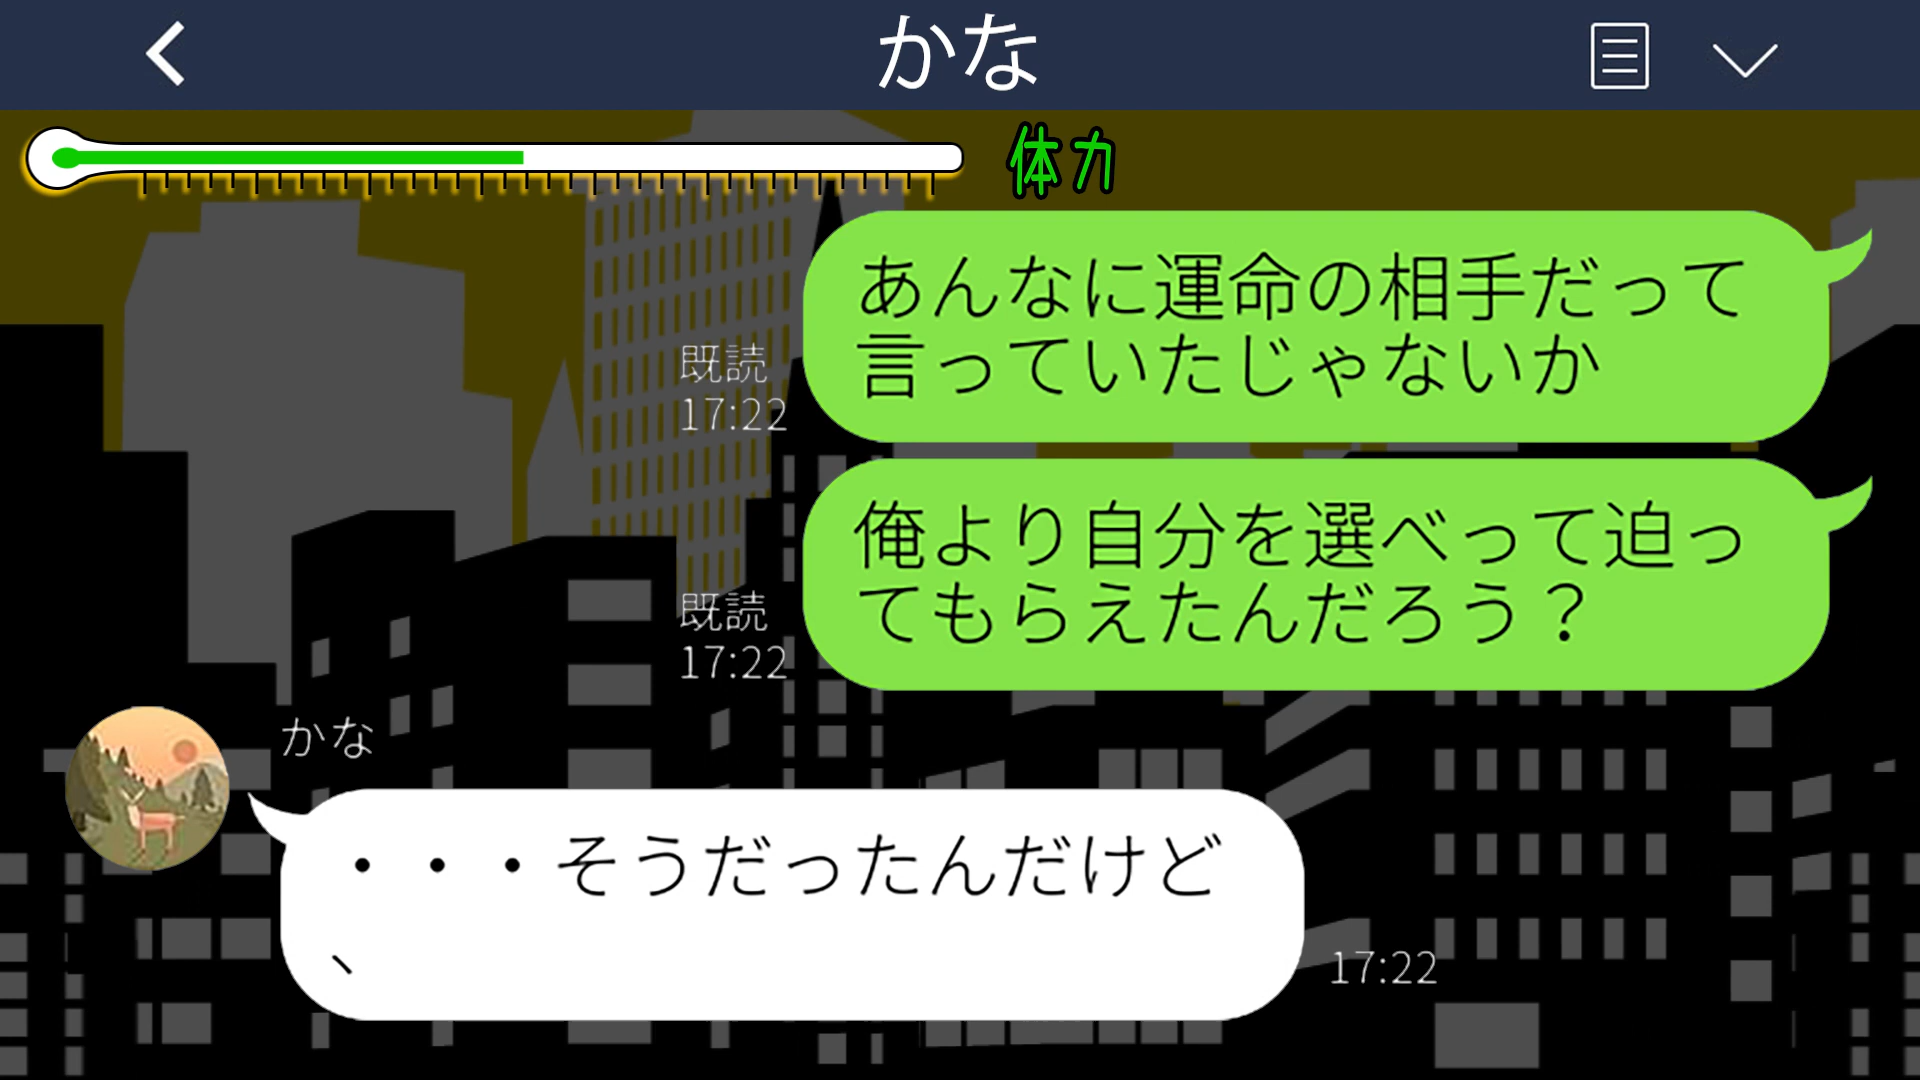 かな
体力
あんなに運命の相手だって
言っていたじゃないか
既読
17:22
俺より自分を選べって迫っ
てもらえたんだろう？
既読
17:22
かな
・・・そうだったんだけど
、
17:22